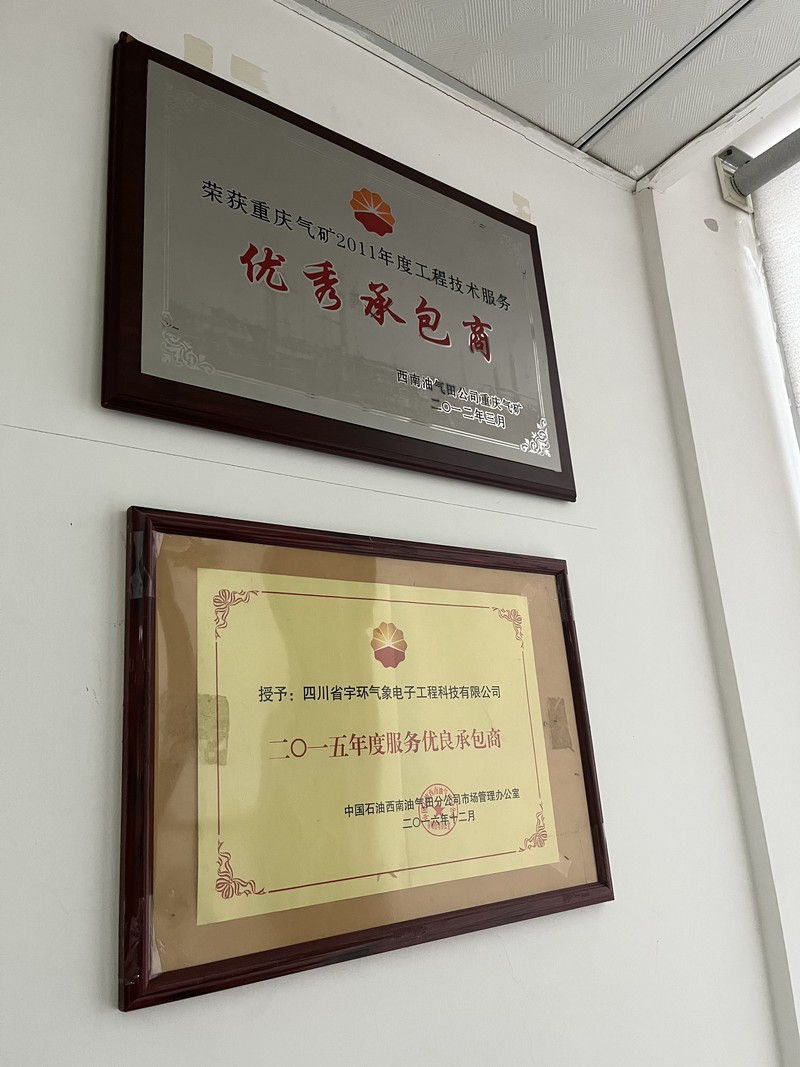 荣获重庆气矿2011年度工程技术服务
优秀承包商
西南油气田公司重庆气矿
二〇一二年三月
授予：四川省宇环气象电子工程科技有限公司
二〇一五年度服务优良承包商
中国石油西南油气田分公司市场管理办公室
二〇一六年十二月